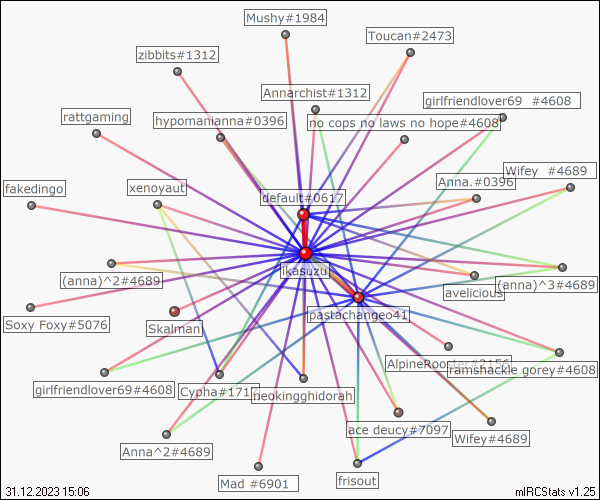 Mushy#1984
Toucan#2473
zibbits#1312
Annarchist#1312
girlfriendlover69 #4608
rattgaming
hypomanianna#0396
no cops no laws no hope#4608
Wifey #4689
fakedingo
xenoyaut
default#0617
Anna.#0396
ikasuzu
(anna)^2#4689
avelicious
(anna)^3#4689
Soxy Foxy#5076
Skalman
pastachangeo41
AlpineRooster#2156
ramshackle gorey#4608
girlfriendlover69#4608
Cypha#1717
neokingghidorah
ace deucy#7097
Wifey#4689
Anna^2#4689
Mad #6901
frisout
31.12.2023 15:06
mIRCStats v1.25